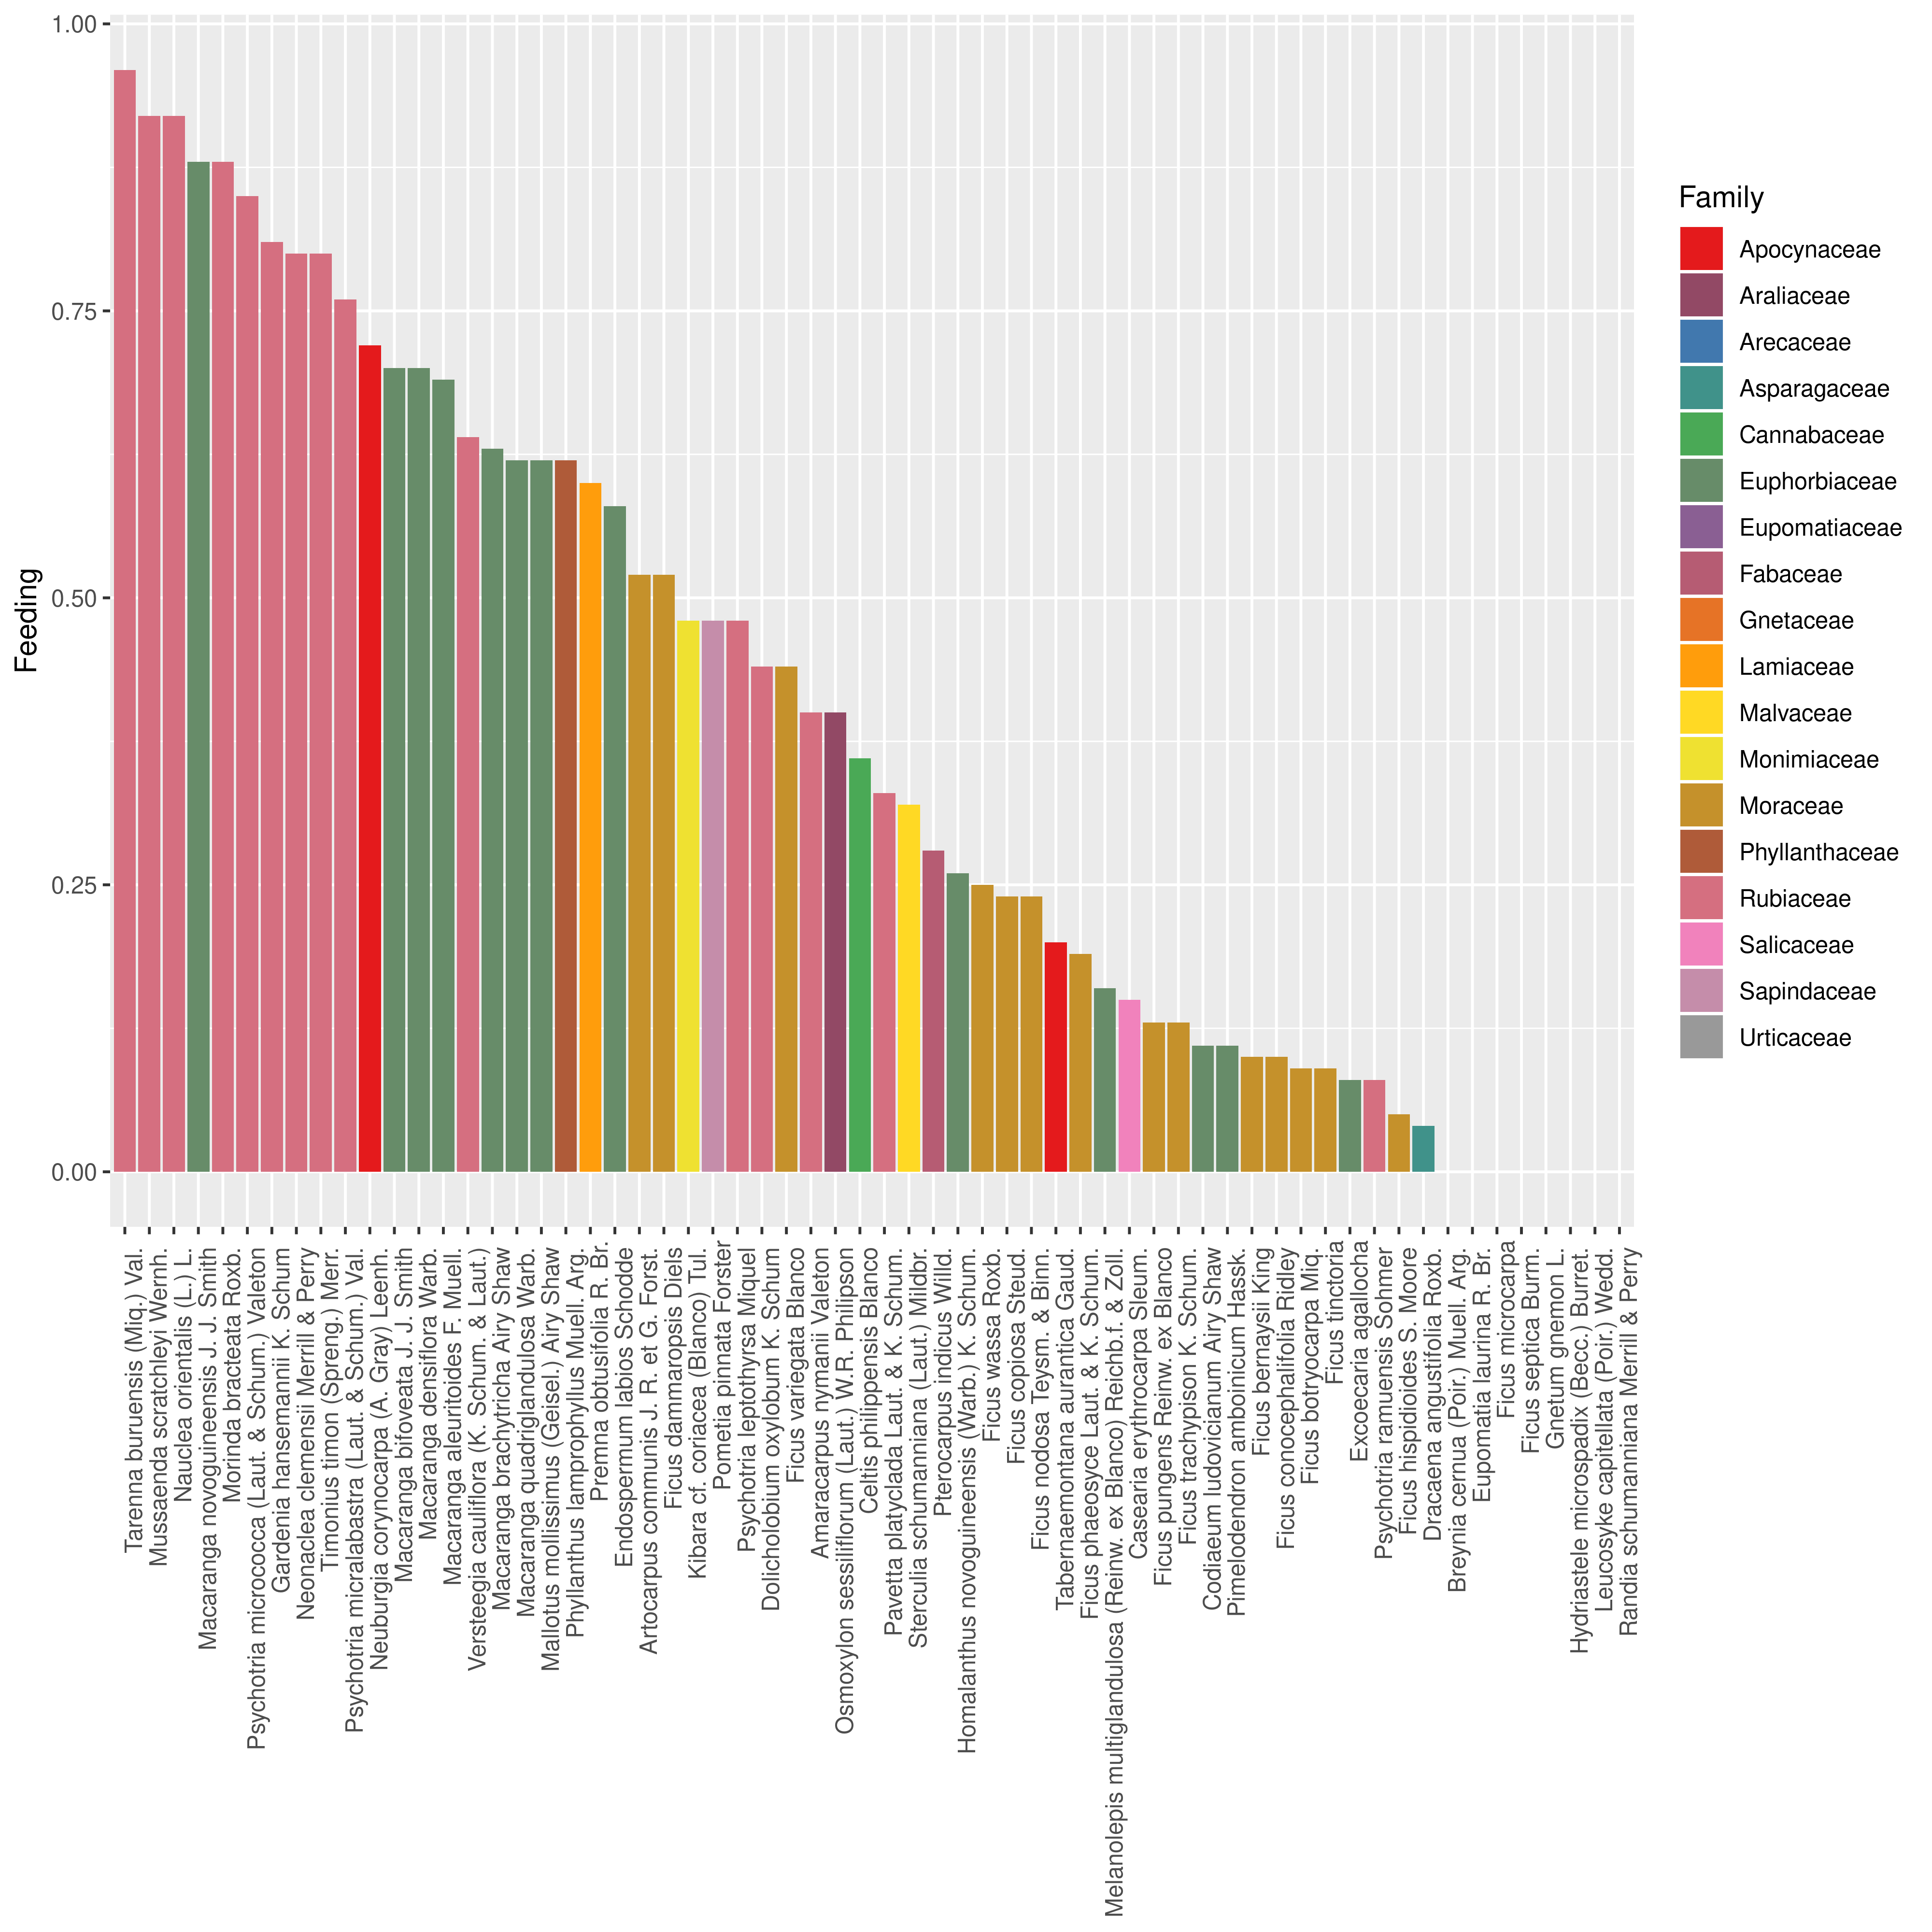 1.00
0.75
0.50
0.25
0.00
Feeding
Tarenna buruensis (Miq.) Val.
Mussaenda scratchleyi Wernh.
Nauclea orientalis (L.) L.
Macaranga novoguineensis J. J. Smith
Morinda bracteata Roxb.
Psychotria micrococca (Laut. & Schum.) Valeton
Gardenia hansemannii K. Schum
Neonaclea clemensii Merrill & Perry
Timonius timon (Spreng.) Merr.
Psychotria micralabastra (Laut. & Schum.) Val.
Neuburgia corynocarpa (A. Gray) Leenh.
Macaranga bifoveata J. J. Smith
Macaranga densiflora Warb.
Macaranga aleuritoides F. Muell.
Versteegia cauliflora (K. Schum. & Laut.)
Macaranga brachytricha Airy Shaw
Macaranga quadriglandulosa Warb.
Mallotus mollissimus (Geisel.) Airy Shaw
Phyllanthus lamprophyllus Muell. Arg.
Premna obtusifolia R. Br.
Endospermum labios Schodde
Artocarpus communis J. R. et G. Forst.
Ficus dammaropsis Diels
Kibara cf. coriacea (Blanco) Tul.
Pometia pinnata Forster
Psychotria leptothyrsa Miquel
Dolicholobium oxylobum K. Schum
Ficus variegata Blanco
Amaracarpus nymanii Valeton
Osmoxylon sessiliflorum (Laut.) W.R. Philipson
Celtis philippensis Blanco
Pavetta platyclada Laut. & K. Schum.
Sterculia schumanniana (Laut.) Mildbr.
Pterocarpus indicus Willd.
Homalanthus novoguineensis (Warb.) K. Schum.
Ficus wassa Roxb.
Ficus copiosa Steud.
Ficus nodosa Teysm. & Binn.
Tabernaemontana aurantica Gaud.
Ficus phaeosyce Laut. & K. Schum.
Melanolepis multiglandulosa (Reinw. ex Blanco) Reichb.f. & Zoll.
Casearia erythrocarpa Sleum.
Ficus pungens Reinw. ex Blanco
Ficus trachypison K. Schum.
Codiaeum ludovicianum Airy Shaw
Pimelodendron amboinicum Hassk.
Ficus bernaysii King
Ficus conocephalifolia Ridley
Ficus botryocarpa Miq.
Ficus tinctoria
Excoecaria agallocha
Psychotria ramuensis Sohmer
Ficus hispidioides S. Moore
Dracaena angustifolia Roxb.
Breynia cernua (Poir.) Muell. Arg.
Eupomatia laurina R. Br.
Ficus microcarpa
Ficus septica Burm.
Gnetum gnemon L.
Hydriastele microspadix (Becc.) Burret.
Leucosyke capitellata (Poir.) Wedd.
Randia schumanniana Merrill & Perry
Family
Apocynaceae
Araliaceae
Arecaceae
Asparagaceae
Cannabaceae
Euphorbiaceae
Eupomatiaceae
Fabaceae
Gnetaceae
Lamiaceae
Malvaceae
Monimiaceae
Moraceae
Phyllanthaceae
Rubiaceae
Salicaceae
Sapindaceae
Urticaceae